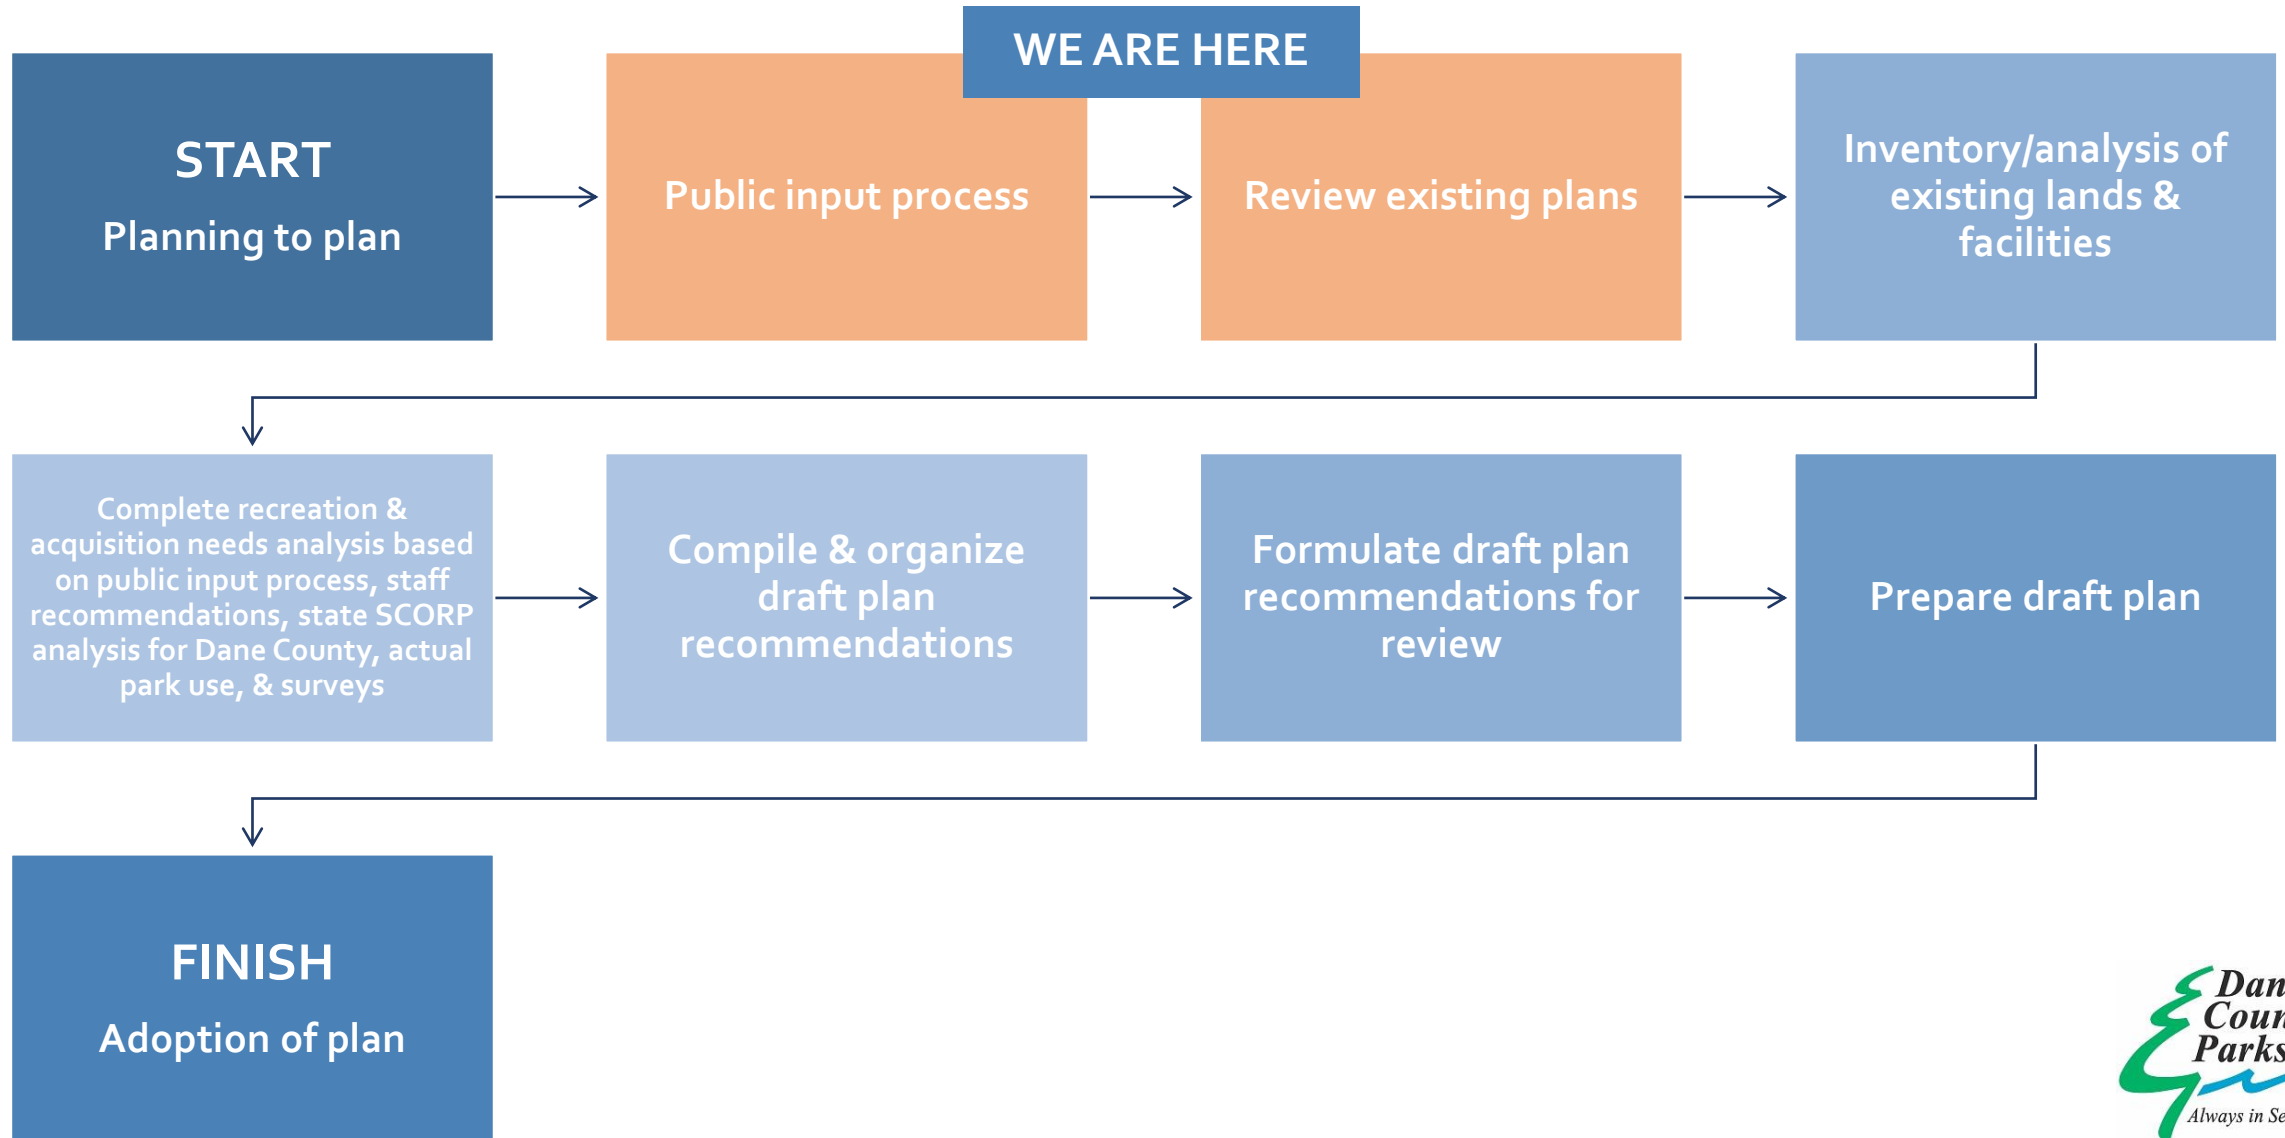 WE ARE HERE
START
Planning to plan
Public input process
Review existing plans
Inventory/analysis of
existing lands &
facilities
Complete recreation &
acquisition needs analysis based
on public input process, staff
recommendations, state SCORP
analysis for Dane County, actual
park use, & surveys
Compile & organize
draft plan
recommendations
Formulate draft plan
recommendations for
review
Prepare draft plan
FINISH
Adoption of plan
Parks
Always in